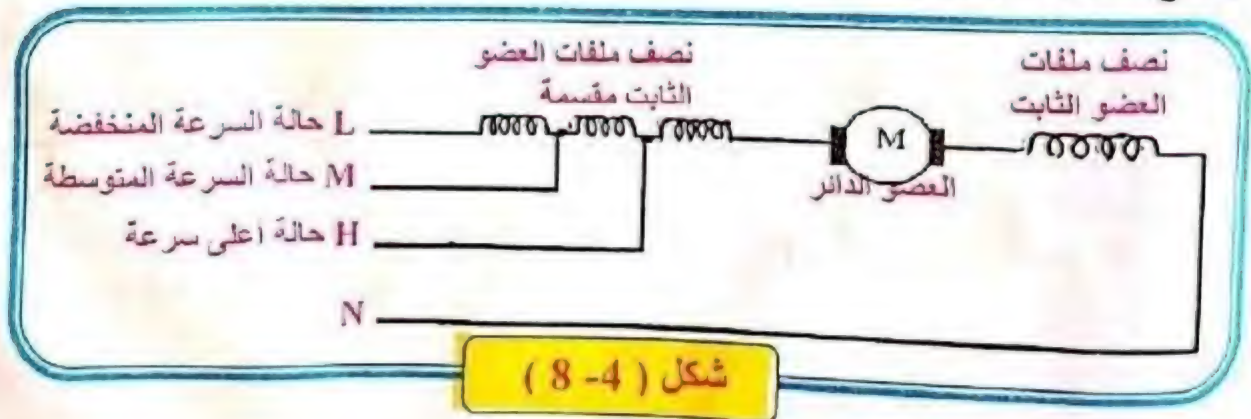 نصف ملفات العضو
الثابت مقسمة
نصف ملفات
العضو الثابت
L حالة السرعة المنخفضة
M حالة السرعة المتوسطة
H حالة اعلى سرعة
N
M
العضو الدائر
شكل ( 4- 8 )